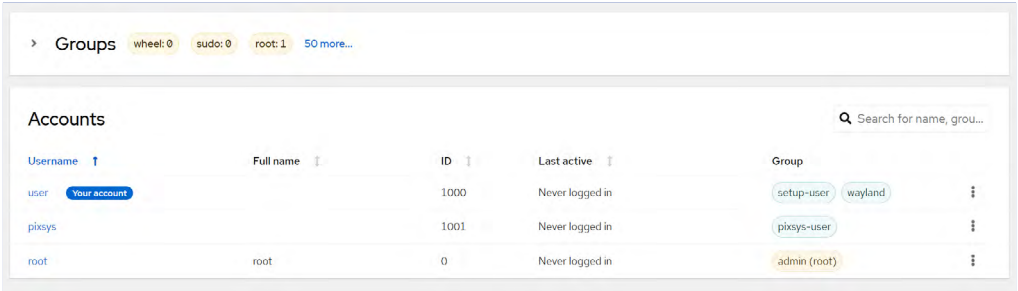 Groups wheel: 0 sudo: 0 root: 1 50 more...
Accounts
Search for name, grou...
Username Full name ID Last active Group
user Your account 1000 Never logged in setup-user wayland
pixsys 1001 Never logged in pixsys-user
root root 0 Never logged in admin (root)